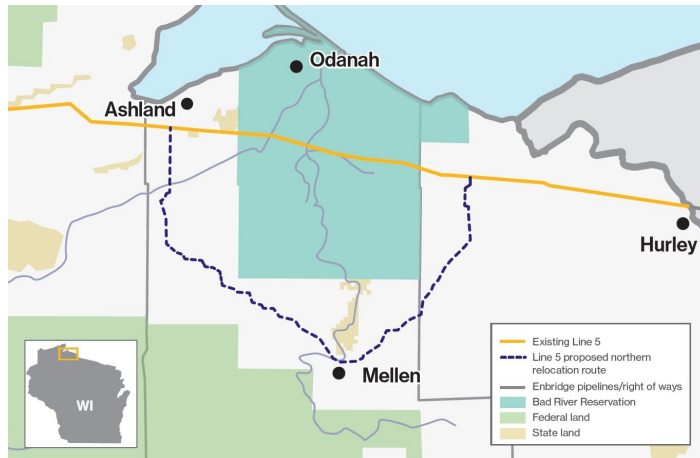 Odanah
Ashland
Hurley
Mellen
WI
Existing Line 5
Line 5 proposed northern
relocation route
Enbridge pipelines/right of ways
Bad River Reservation
Federal land
State land